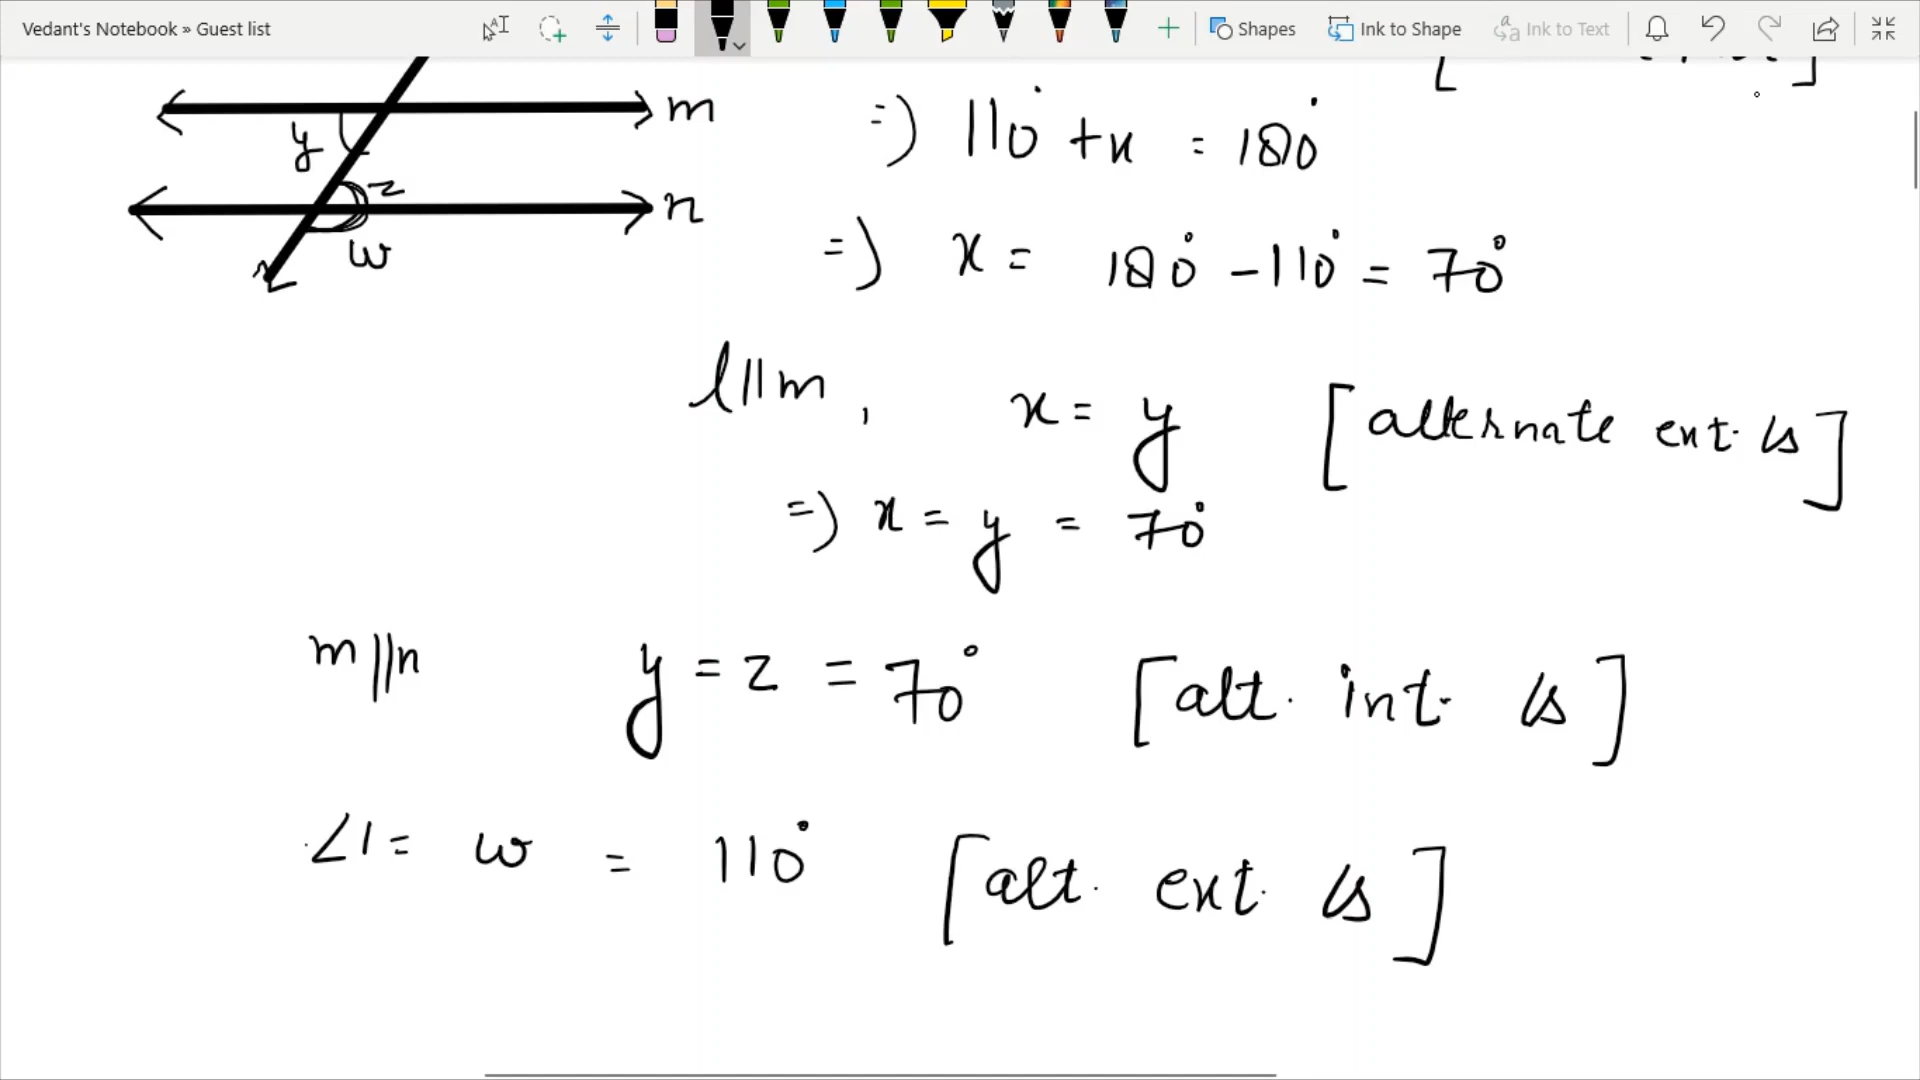 Vedant's Notebook » Guest list
Shapes
Ink to Shape
Ink to Text
m
y
z
n
w
=) 110° + x = 180°
=) x = 180° - 110° = 70°
l||m, x = y [alternate ext. ∠s]
=) x = y = 70°
m||n y = z = 70° [alt. int. ∠s]
∠1 = w = 110° [alt. ext. ∠s]